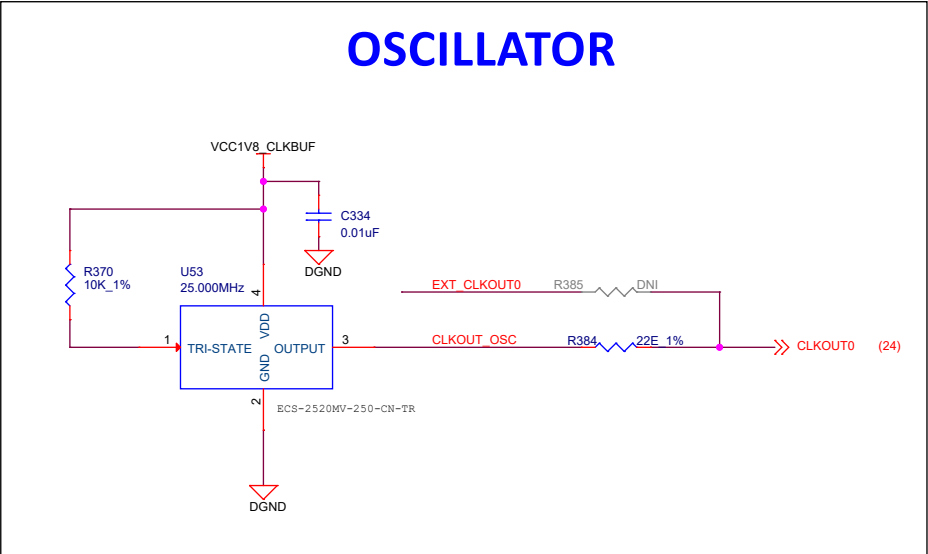 OSCILLATOR
VCC1V8_CLKBUF
C334
0.01uF
DGND
R370
10K_1%
U53
25.000MHz
4
EXT_CLKOUT0 R385 DNI
1
TRI-STATE
VDD
GND
OUTPUT
3
CLKOUT_OSC R384 22E_1%
CLKOUT0 (24)
2
ECS-2520MV-250-CN-TR
DGND